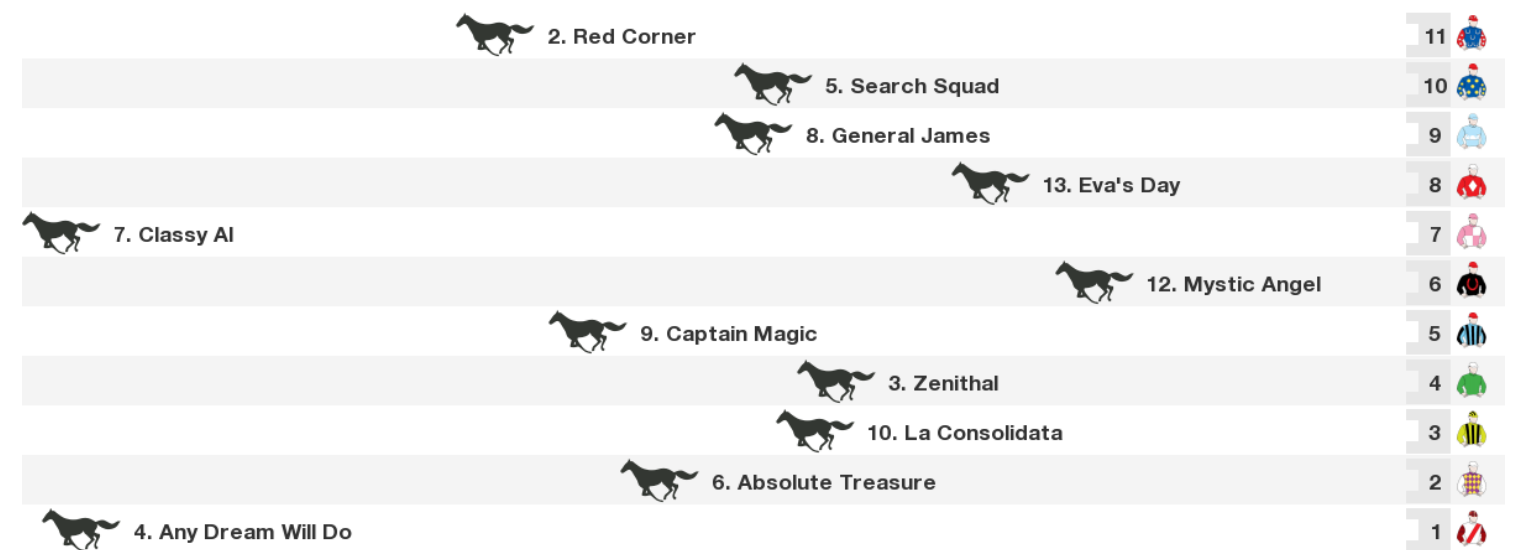 2. Red Corner 11
5. Search Squad 10
8. General James 9
13. Eva's Day 8
7. Classy Al 7
12. Mystic Angel 6
9. Captain Magic 5
3. Zenithal 4
10. La Consolidata 3
6. Absolute Treasure 2
4. Any Dream Will Do 1